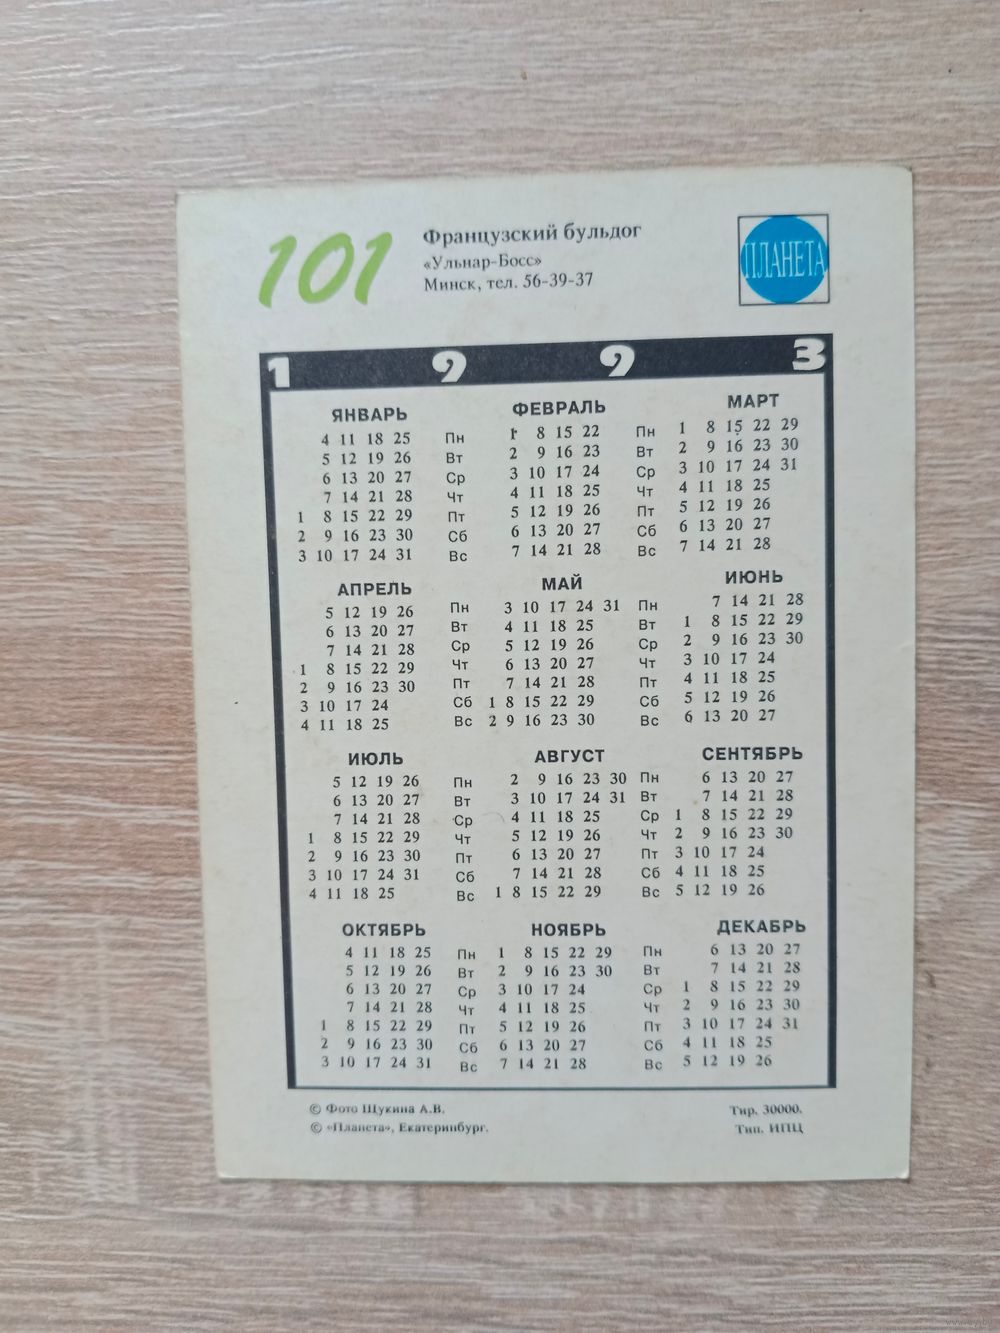 101
Французский бульдог
«Ульнар-Босс»
Минск, тел. 56-39-37
ПЛАНЕТА
1 9 9 3
ЯНВАРЬ ФЕВРАЛЬ МАРТ
4 11 18 25 Пн 1 8 15 22 Пн 1 8 15 22 29
5 12 19 26 Вт 2 9 16 23 Вт 2 9 16 23 30
6 13 20 27 Ср 3 10 17 24 Ср 3 10 17 24 31
7 14 21 28 Чт 4 11 18 25 Чт 4 11 18 25
1 8 15 22 29 Пт 5 12 19 26 Пт 5 12 19 26
2 9 16 23 30 Сб 6 13 20 27 Сб 6 13 20 27
3 10 17 24 31 Вс 7 14 21 28 Вс 7 14 21 28
АПРЕЛЬ МАЙ ИЮНЬ
5 12 19 26 Пн 3 10 17 24 31 Пн 7 14 21 28
6 13 20 27 Вт 4 11 18 25 Вт 1 8 15 22 29
7 14 21 28 Ср 5 12 19 26 Ср 2 9 16 23 30
1 8 15 22 29 Чт 6 13 20 27 Чт 3 10 17 24
2 9 16 23 30 Пт 7 14 21 28 Пт 4 11 18 25
3 10 17 24 Сб 1 8 15 22 29 Сб 5 12 19 26
4 11 18 25 Вс 2 9 16 23 30 Вс 6 13 20 27
ИЮЛЬ АВГУСТ СЕНТЯБРЬ
5 12 19 26 Пн 2 9 16 23 30 Пн 6 13 20 27
6 13 20 27 Вт 3 10 17 24 31 Вт 7 14 21 28
7 14 21 28 Ср 4 11 18 25 Ср 1 8 15 22 29
1 8 15 22 29 Чт 5 12 19 26 Чт 2 9 16 23 30
2 9 16 23 30 Пт 6 13 20 27 Пт 3 10 17 24
3 10 17 24 31 Сб 7 14 21 28 Сб 4 11 18 25
4 11 18 25 Вс 1 8 15 22 29 Вс 5 12 19 26
ОКТЯБРЬ НОЯБРЬ ДЕКАБРЬ
4 11 18 25 Пн 1 8 15 22 29 Пн 6 13 20 27
5 12 19 26 Вт 2 9 16 23 30 Вт 7 14 21 28
6 13 20 27 Ср 3 10 17 24 Ср 1 8 15 22 29
7 14 21 28 Чт 4 11 18 25 Чт 2 9 16 23 30
1 8 15 22 29 Пт 5 12 19 26 Пт 3 10 17 24 31
2 9 16 23 30 Сб 6 13 20 27 Сб 4 11 18 25
3 10 17 24 31 Вс 7 14 21 28 Вс 5 12 19 26
© Фото Щукина А.В. Тир. 30000.
© «Планета», Екатеринбург. Тип. ИПЦ